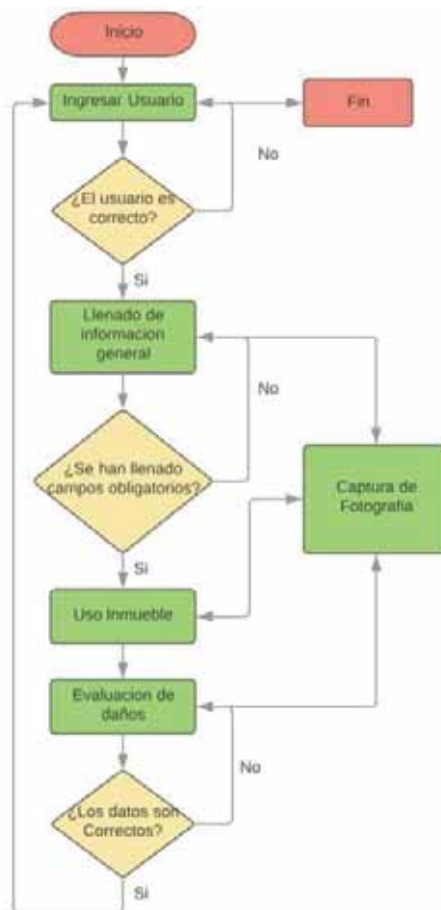 Inicio
Ingresar Usuario
Fin
No
¿El usuario es
correcto?
Si
Llenado de
informacion
general
No
¿Se han llenado
campos obligatorios?
Captura de
Fotografia
Si
Uso Inmueble
Evaluacion de
daños
No
¿Los datos son
Correctos?
Si